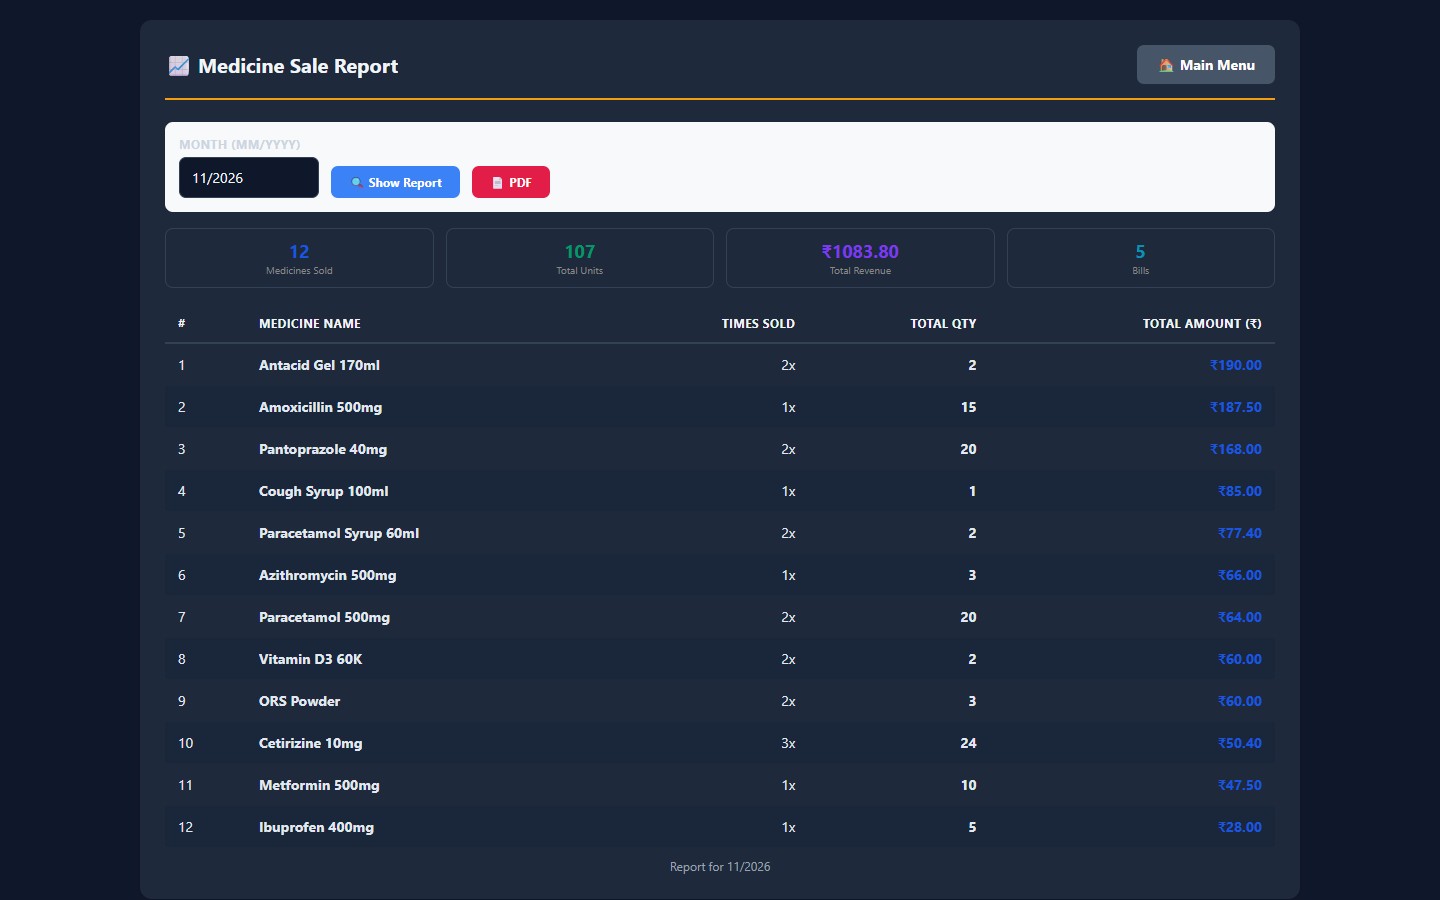 📈 Medicine Sale Report
🏠 Main Menu
MONTH (MM/YYYY)
11/2026
🔍 Show Report
📄 PDF
12
Medicines Sold
107
Total Units
₹1083.80
Total Revenue
5
Bills
# MEDICINE NAME TIMES SOLD TOTAL QTY TOTAL AMOUNT (₹)
1 Antacid Gel 170ml 2x 2 ₹190.00
2 Amoxicillin 500mg 1x 15 ₹187.50
3 Pantoprazole 40mg 2x 20 ₹168.00
4 Cough Syrup 100ml 1x 1 ₹85.00
5 Paracetamol Syrup 60ml 2x 2 ₹77.40
6 Azithromycin 500mg 1x 3 ₹66.00
7 Paracetamol 500mg 2x 20 ₹64.00
8 Vitamin D3 60K 2x 2 ₹60.00
9 ORS Powder 2x 3 ₹60.00
10 Cetirizine 10mg 3x 24 ₹50.40
11 Metformin 500mg 1x 10 ₹47.50
12 Ibuprofen 400mg 1x 5 ₹28.00
Report for 11/2026